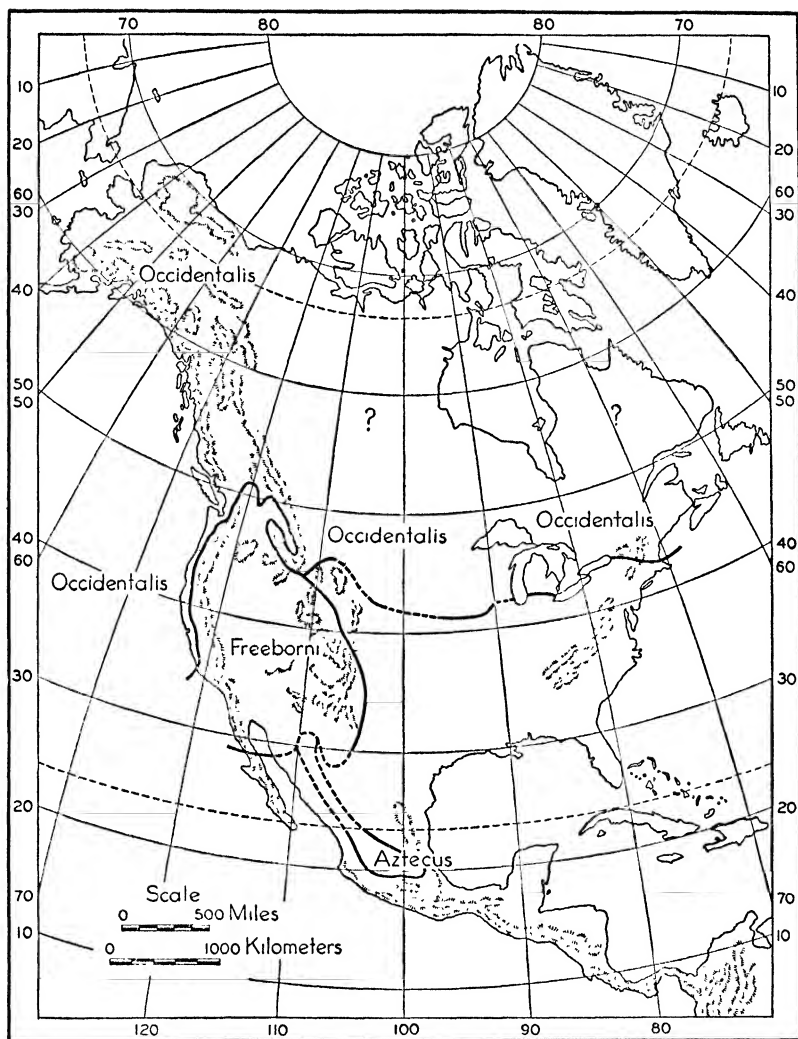 70 80 80 70
10 10
20 20
60 60
30 30
Occidentalis
40 40
50 50
50 50
? ?
Occidentalis Occidentalis
40 40
60 60
Occidentalis
Freeborni
30 30
20 20
Aztecus
Scale
0 500 Miles
70 70
10 10
0 1000 Kilometers
120 110 100 90 80